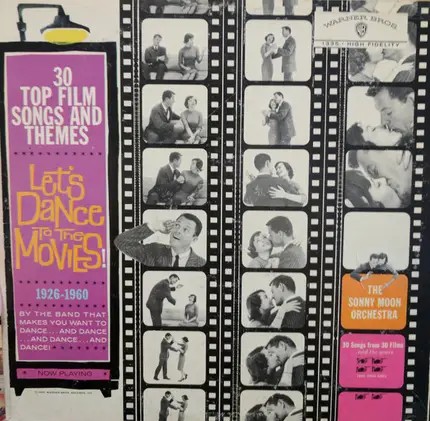 30
TOP FILM
SONGS AND
THEMES
Let's
DANCE
To The
MOVIES!
1926-1960
BY THE BAND THAT
MAKES YOU WANT TO
DANCE...AND DANCE
...AND DANCE...AND
DANCE!
NOW PLAYING
WARNER BROS
WB
1395 / HIGH FIDELITY
THE
SONNY MOON
ORCHESTRA
30 Songs from 30 Films